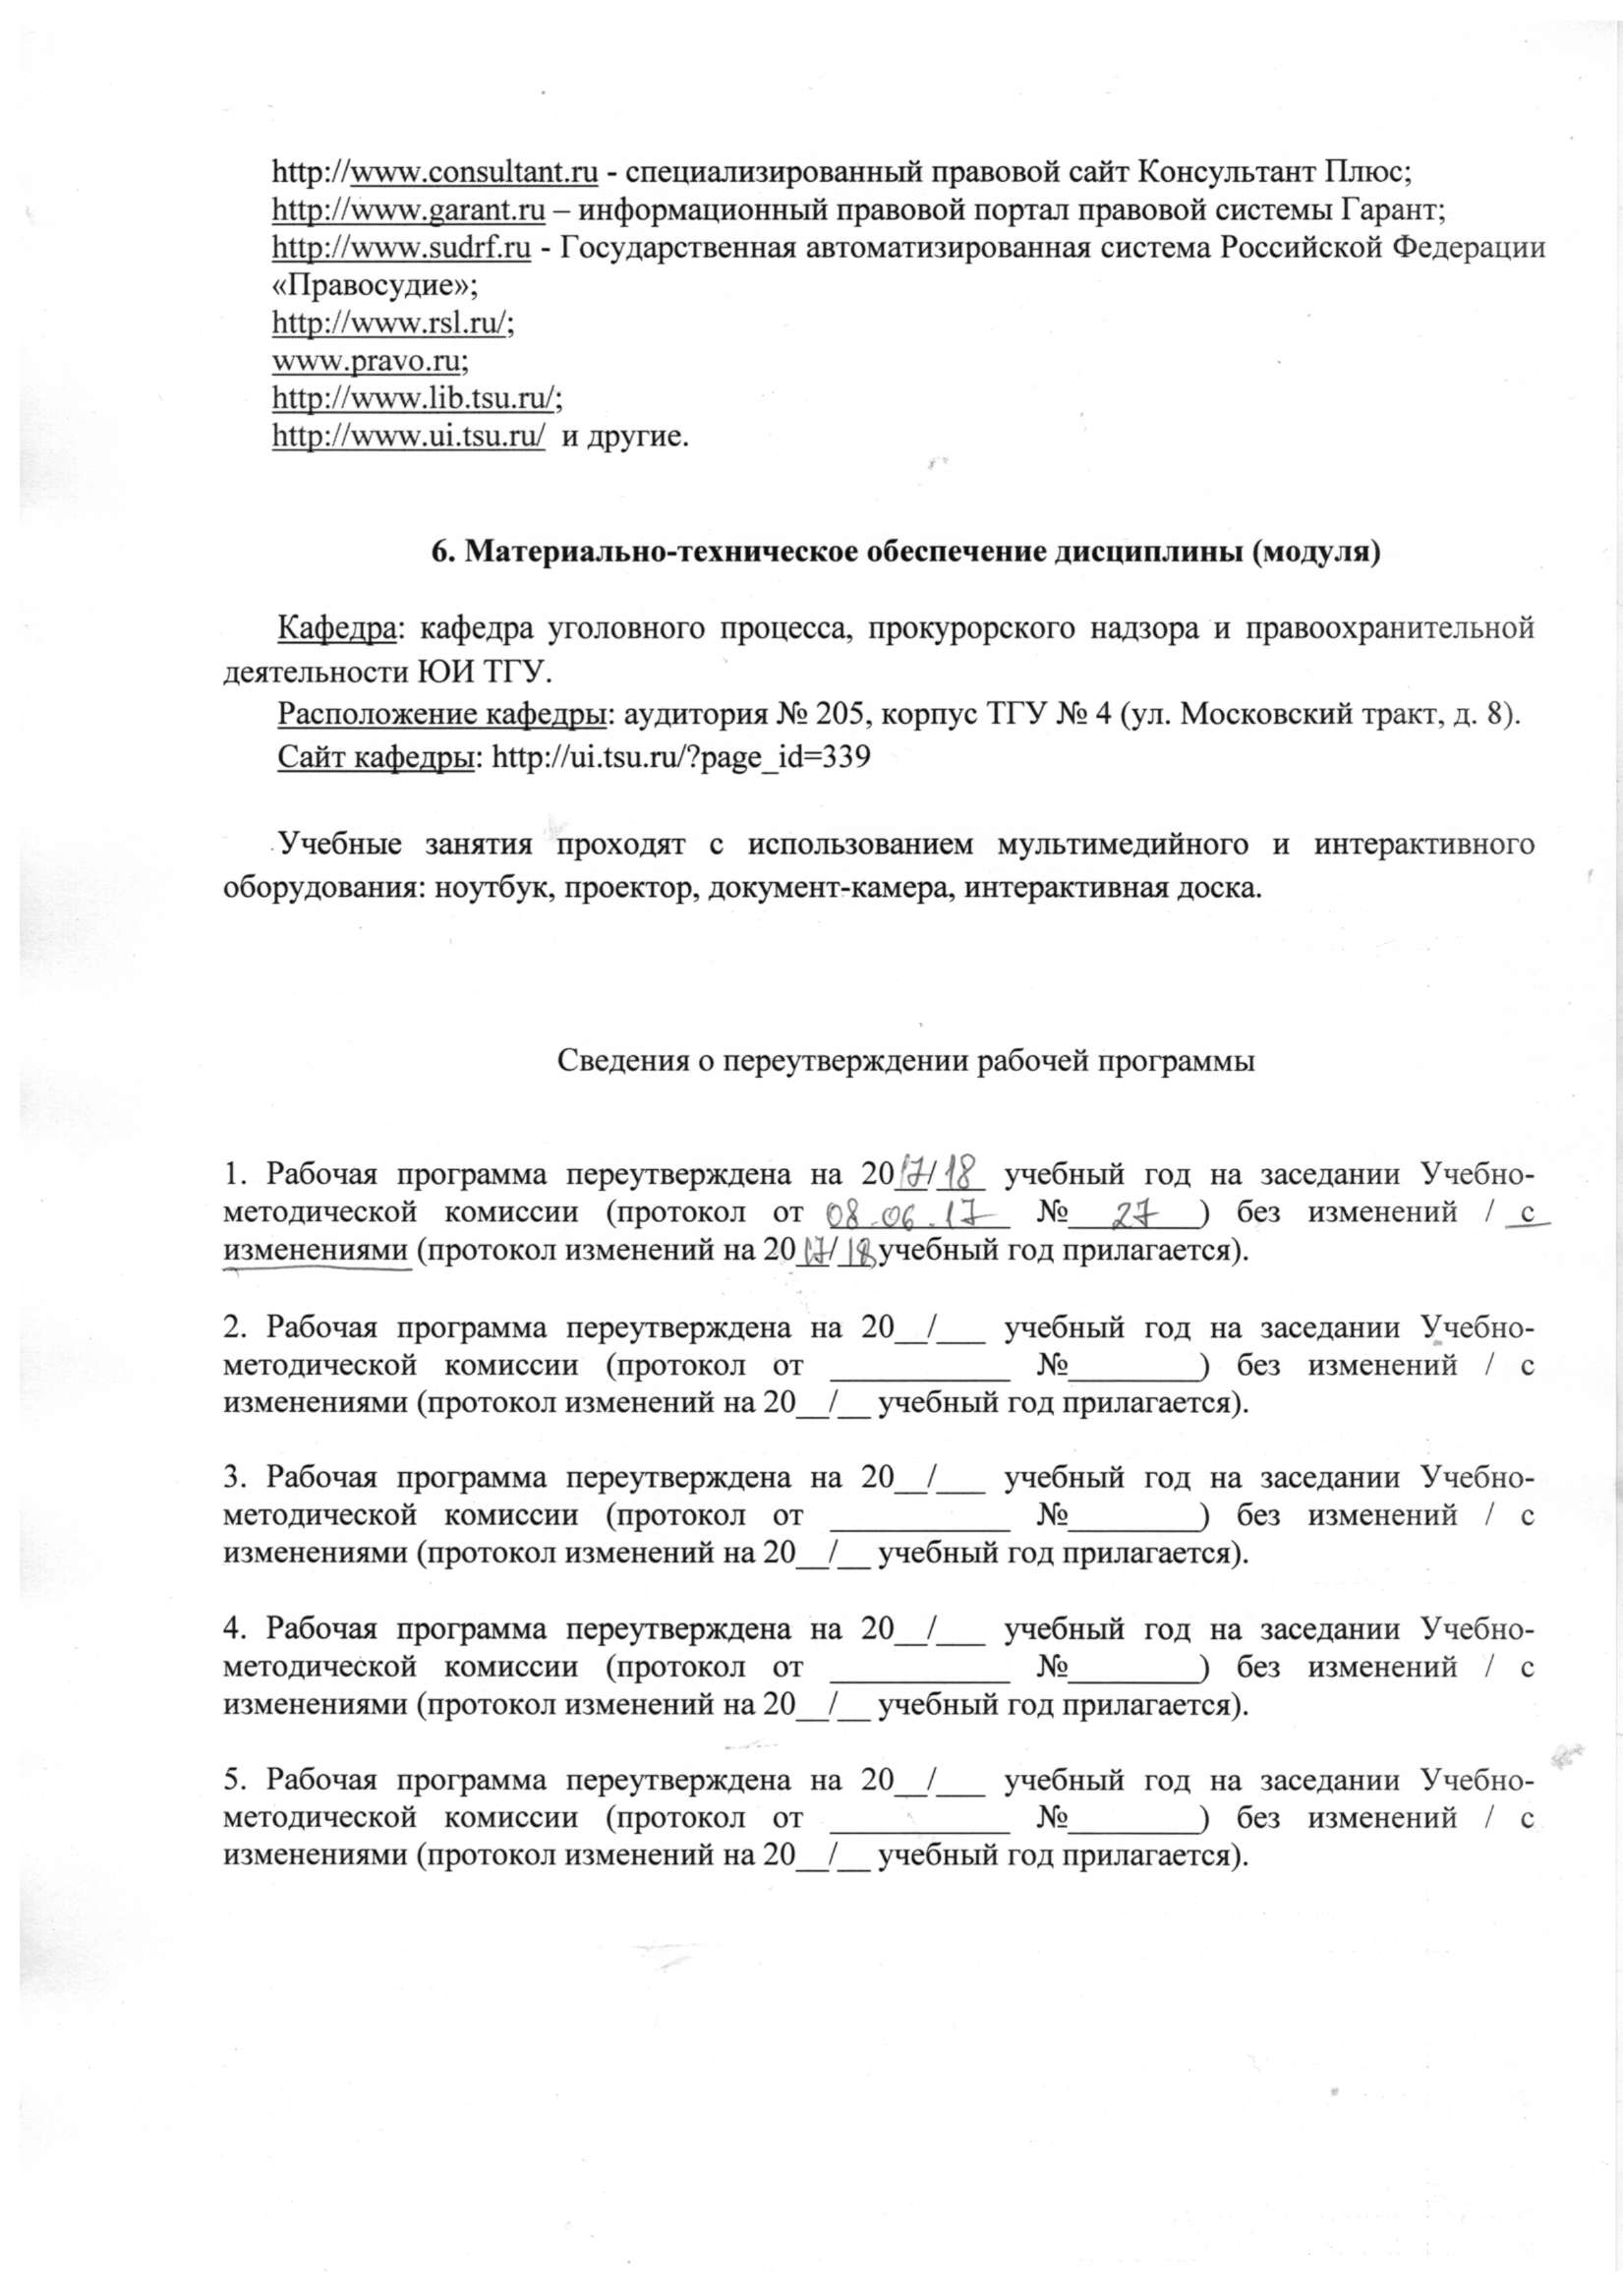 http://www.consultant.ru - специализированный правовой сайт Консультант Плюс;
http://www.garant.ru – информационный правовой портал правовой системы Гарант;
http://www.sudrf.ru - Государственная автоматизированная система Российской Федерации
«Правосудие»;
http://www.rsl.ru/;
www.pravo.ru;
http://www.lib.tsu.ru/;
http://www.ui.tsu.ru/ и другие.
6. Материально-техническое обеспечение дисциплины (модуля)
Кафедра: кафедра уголовного процесса, прокурорского надзора и правоохранительной
деятельности ЮИ ТГУ.
Расположение кафедры: аудитория № 205, корпус ТГУ № 4 (ул. Московский тракт, д. 8).
Сайт кафедры: http://ui.tsu.ru/?page_id=339
Учебные занятия проходят с использованием мультимедийного и интерактивного
оборудования: ноутбук, проектор, документ-камера, интерактивная доска.
Сведения о переутверждении рабочей программы
1. Рабочая программа переутверждена на 2017/18 учебный год на заседании Учебно-
методической комиссии (протокол от 08.06.17 № 27 ) без изменений / с
изменениями (протокол изменений на 2017/18 учебный год прилагается).
2. Рабочая программа переутверждена на 20__/___ учебный год на заседании Учебно-
методической комиссии (протокол от ___________ №________) без изменений / с
изменениями (протокол изменений на 20__/__ учебный год прилагается).
3. Рабочая программа переутверждена на 20__/___ учебный год на заседании Учебно-
методической комиссии (протокол от ___________ №________) без изменений / с
изменениями (протокол изменений на 20__/__ учебный год прилагается).
4. Рабочая программа переутверждена на 20__/___ учебный год на заседании Учебно-
методической комиссии (протокол от ___________ №________) без изменений / с
изменениями (протокол изменений на 20__/__ учебный год прилагается).
5. Рабочая программа переутверждена на 20__/___ учебный год на заседании Учебно-
методической комиссии (протокол от ___________ №________) без изменений / с
изменениями (протокол изменений на 20__/__ учебный год прилагается).